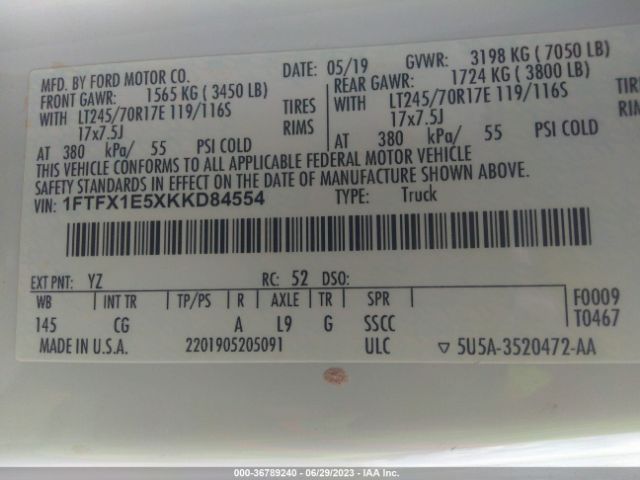 MFD. BY FORD MOTOR CO. DATE: 05/19 GVWR: 3198 KG ( 7050 LB)
FRONT GAWR: 1565 KG ( 3450 LB) REAR GAWR: 1724 KG ( 3800 LB)
WITH LT245/70R17E 119/116S TIRES WITH LT245/70R17E 119/116S TIRES
17x7.5J RIMS 17x7.5J RIMS
AT 380 kPa/ 55 PSI COLD AT 380 kPa/ 55 PSI COLD
THIS VEHICLE CONFORMS TO ALL APPLICABLE FEDERAL MOTOR VEHICLE
SAFETY STANDARDS IN EFFECT ON THE DATE OF MANUFACTURE SHOWN ABOVE.
VIN: 1FTFX1E5XKKD84554 TYPE: Truck
EXT PNT: YZ RC: 52 DSO:
WB INT TR TP/PS R AXLE TR SPR F0009
145 CG A L9 G SSCC T0467
MADE IN U.S.A. 2201905205091 ULC ▽ 5U5A-3520472-AA
000-36789240 - 06/29/2023 - IAAI.com